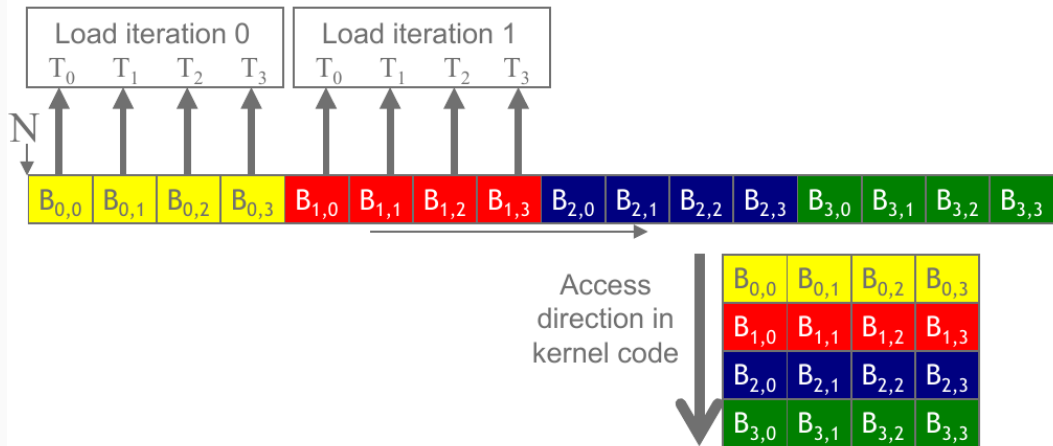 Load iteration 0 Load iteration 1
T₀ T₁ T₂ T₃ T₀ T₁ T₂ T₃
N
B₀,₀ B₀,₁ B₀,₂ B₀,₃ B₁,₀ B₁,₁ B₁,₂ B₁,₃ B₂,₀ B₂,₁ B₂,₂ B₂,₃ B₃,₀ B₃,₁ B₃,₂ B₃,₃
Access
direction in
kernel code
B₀,₀ B₀,₁ B₀,₂ B₀,₃
B₁,₀ B₁,₁ B₁,₂ B₁,₃
B₂,₀ B₂,₁ B₂,₂ B₂,₃
B₃,₀ B₃,₁ B₃,₂ B₃,₃